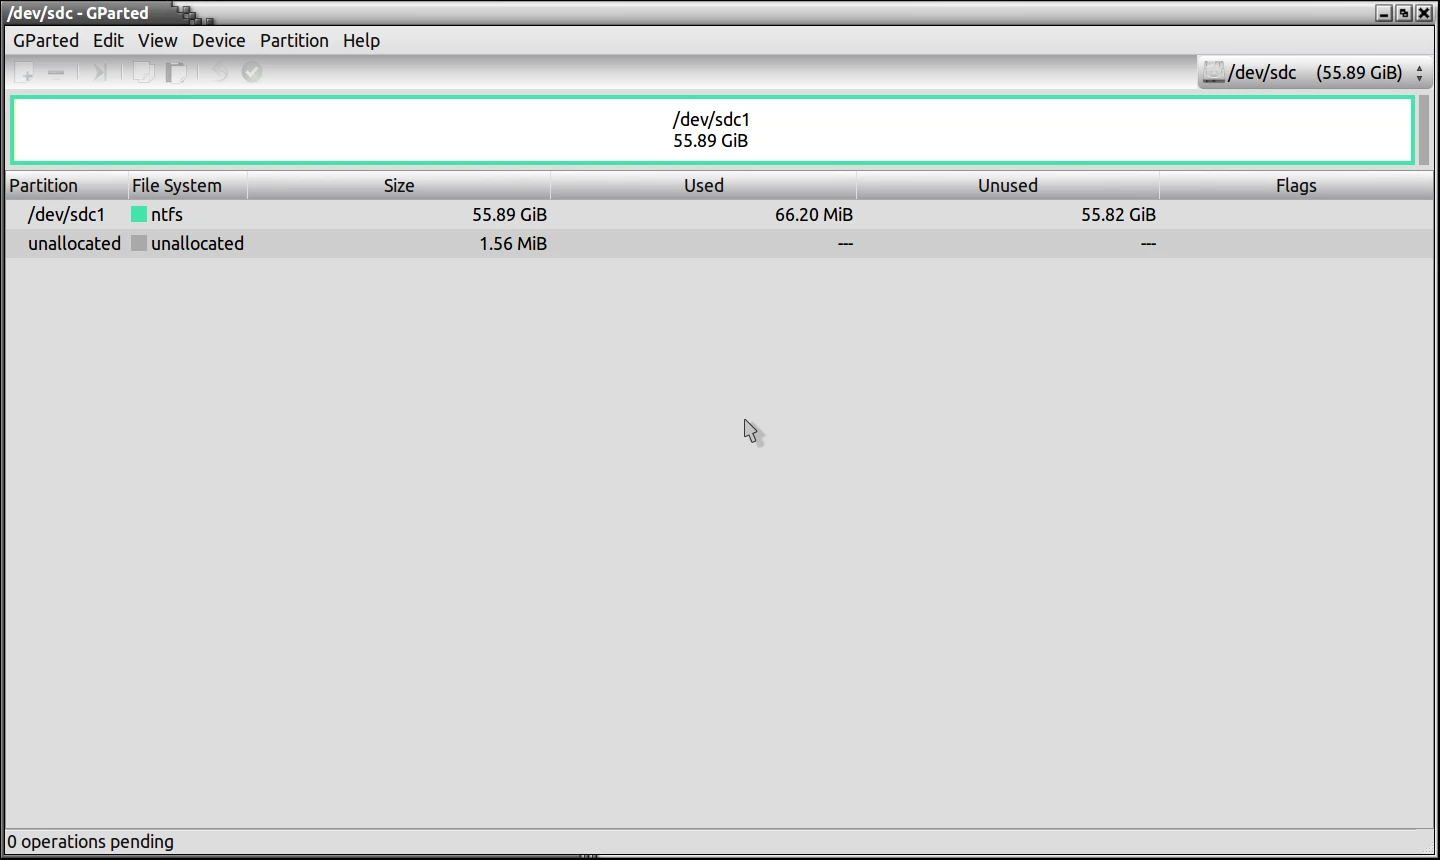 /dev/sdc - GParted
GParted Edit View Device Partition Help
/dev/sdc (55.89 GiB)
/dev/sdc1
55.89 GiB
Partition File System Size Used Unused Flags
/dev/sdc1 ntfs 55.89 GiB 66.20 MiB 55.82 GiB
unallocated unallocated 1.56 MiB --- ---
0 operations pending